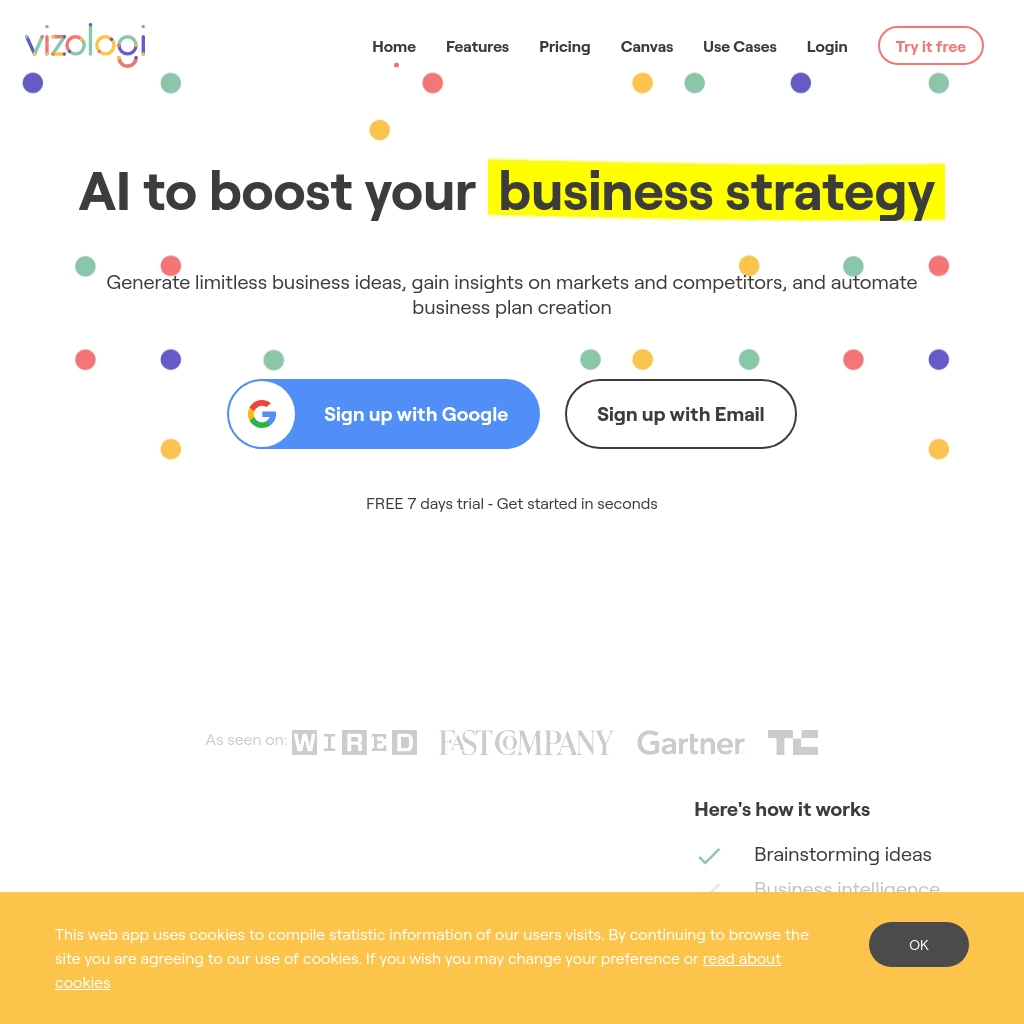 vizologi
Home Features Pricing Canvas Use Cases Login Try it free
AI to boost your business strategy
Generate limitless business ideas, gain insights on markets and competitors, and automate
business plan creation
Sign up with Google Sign up with Email
FREE 7 days trial - Get started in seconds
As seen on: WIRED FAST COMPANY Gartner TC
Here's how it works
Brainstorming ideas
Business intelligence
This web app uses cookies to compile statistic information of our users visits. By continuing to browse the
site you are agreeing to our use of cookies. If you wish you may change your preference or read about
cookies
OK